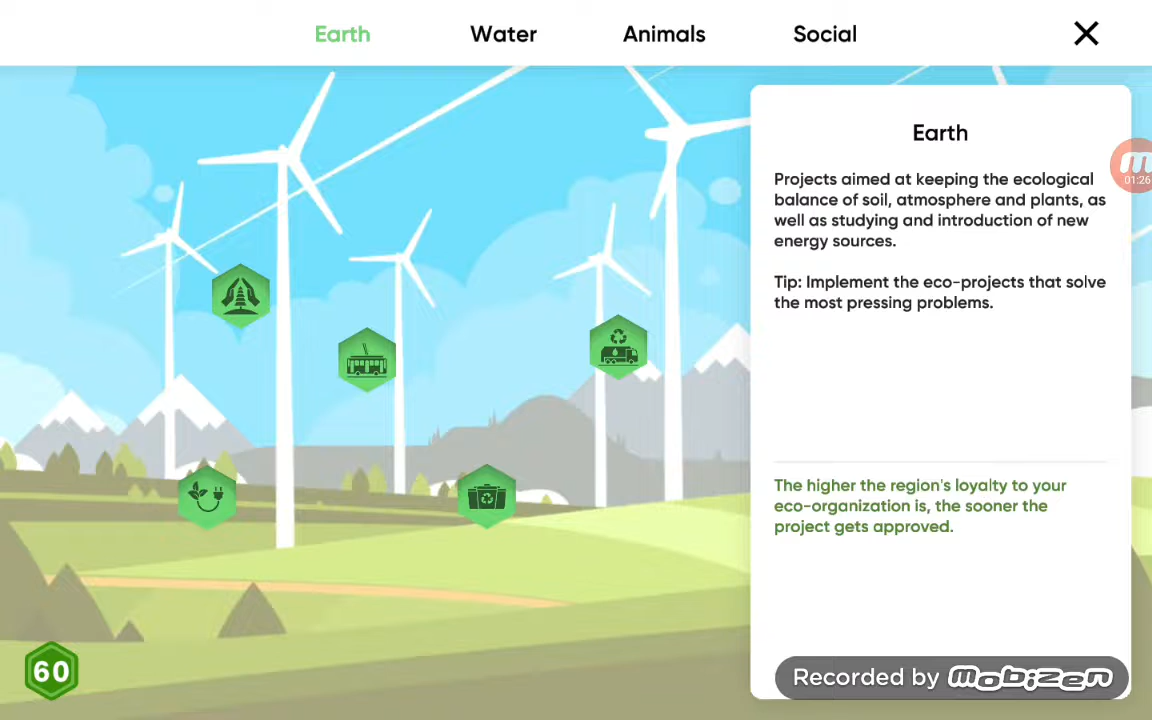 Earth
Water
Animals
Social
Earth
Projects aimed at keeping the ecological
balance of soil, atmosphere and plants, as
well as studying and introduction of new
energy sources.
Tip: Implement the eco-projects that solve
the most pressing problems.
The higher the region's loyalty to your
eco-organization is, the sooner the
project gets approved.
01:26
60
Recorded by mobizen